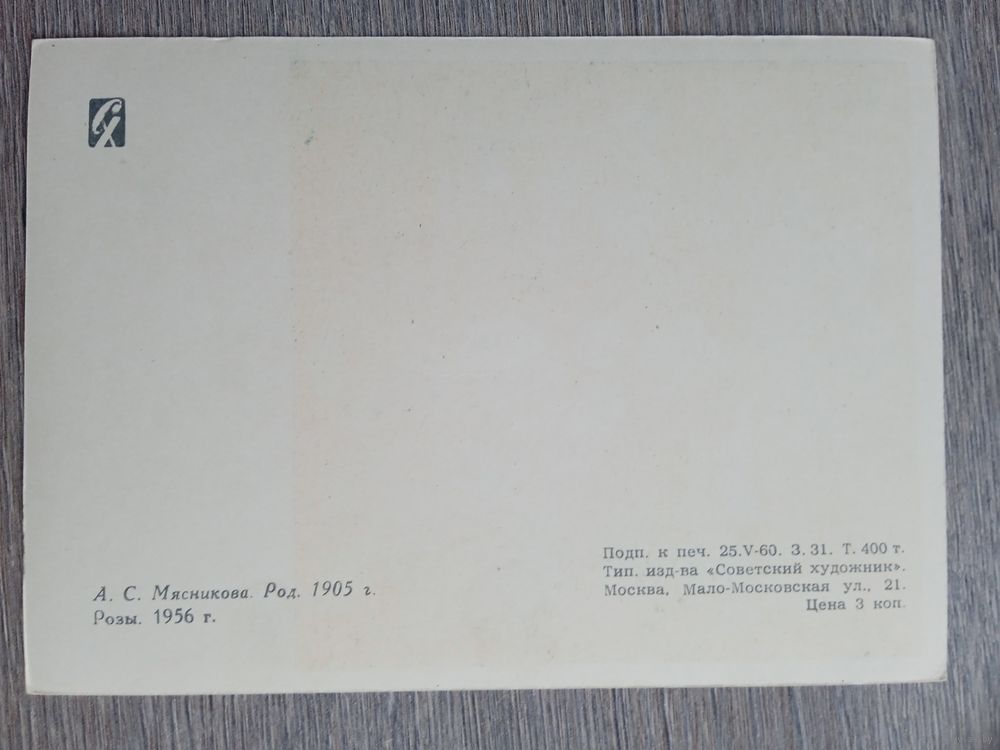 СХ
А. С. Мясникова. Род. 1905 г.
Розы. 1956 г.
Подп. к печ. 25.V-60. З. 31. Т. 400 т.
Тип. изд-ва «Советский художник».
Москва, Мало-Московская ул., 21.
Цена 3 коп.